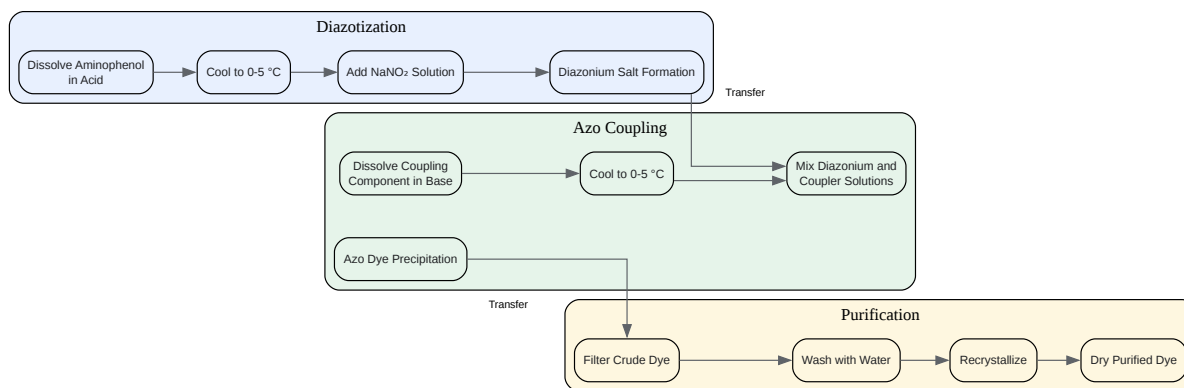 Diazotization
Dissolve Aminophenol
in Acid
Cool to 0-5 °C
Add NaNO₂ Solution
Diazonium Salt Formation
Transfer
Azo Coupling
Dissolve Coupling
Component in Base
Cool to 0-5 °C
Mix Diazonium and
Coupler Solutions
Azo Dye Precipitation
Transfer
Purification
Filter Crude Dye
Wash with Water
Recrystallize
Dry Purified Dye